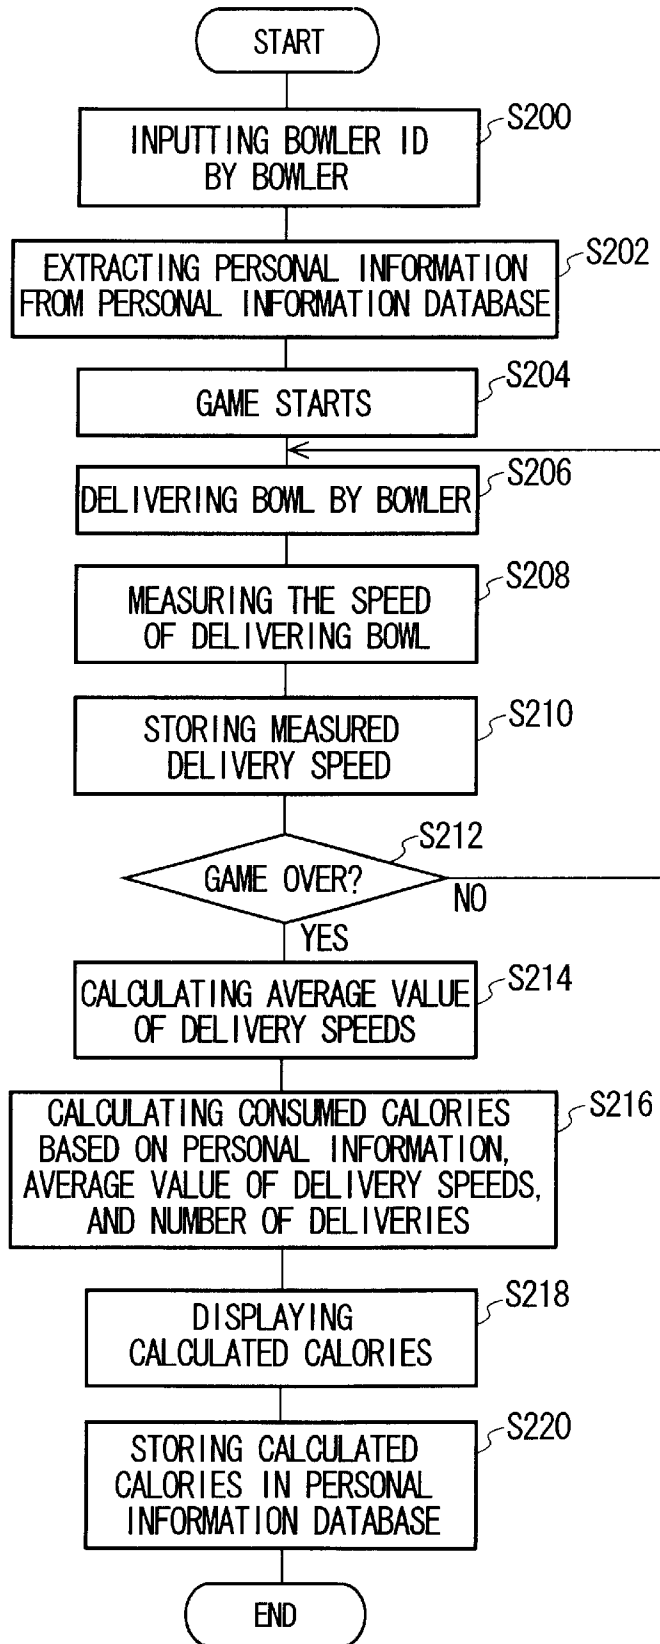 START
S200
INPUTTING BOWLER ID
BY BOWLER
S202
EXTRACTING PERSONAL INFORMATION
FROM PERSONAL INFORMATION DATABASE
S204
GAME STARTS
S206
DELIVERING BOWL BY BOWLER
S208
MEASURING THE SPEED
OF DELIVERING BOWL
S210
STORING MEASURED
DELIVERY SPEED
S212
GAME OVER?
NO
YES
S214
CALCULATING AVERAGE VALUE
OF DELIVERY SPEEDS
S216
CALCULATING CONSUMED CALORIES
BASED ON PERSONAL INFORMATION,
AVERAGE VALUE OF DELIVERY SPEEDS,
AND NUMBER OF DELIVERIES
S218
DISPLAYING
CALCULATED CALORIES
S220
STORING CALCULATED
CALORIES IN PERSONAL
INFORMATION DATABASE
END